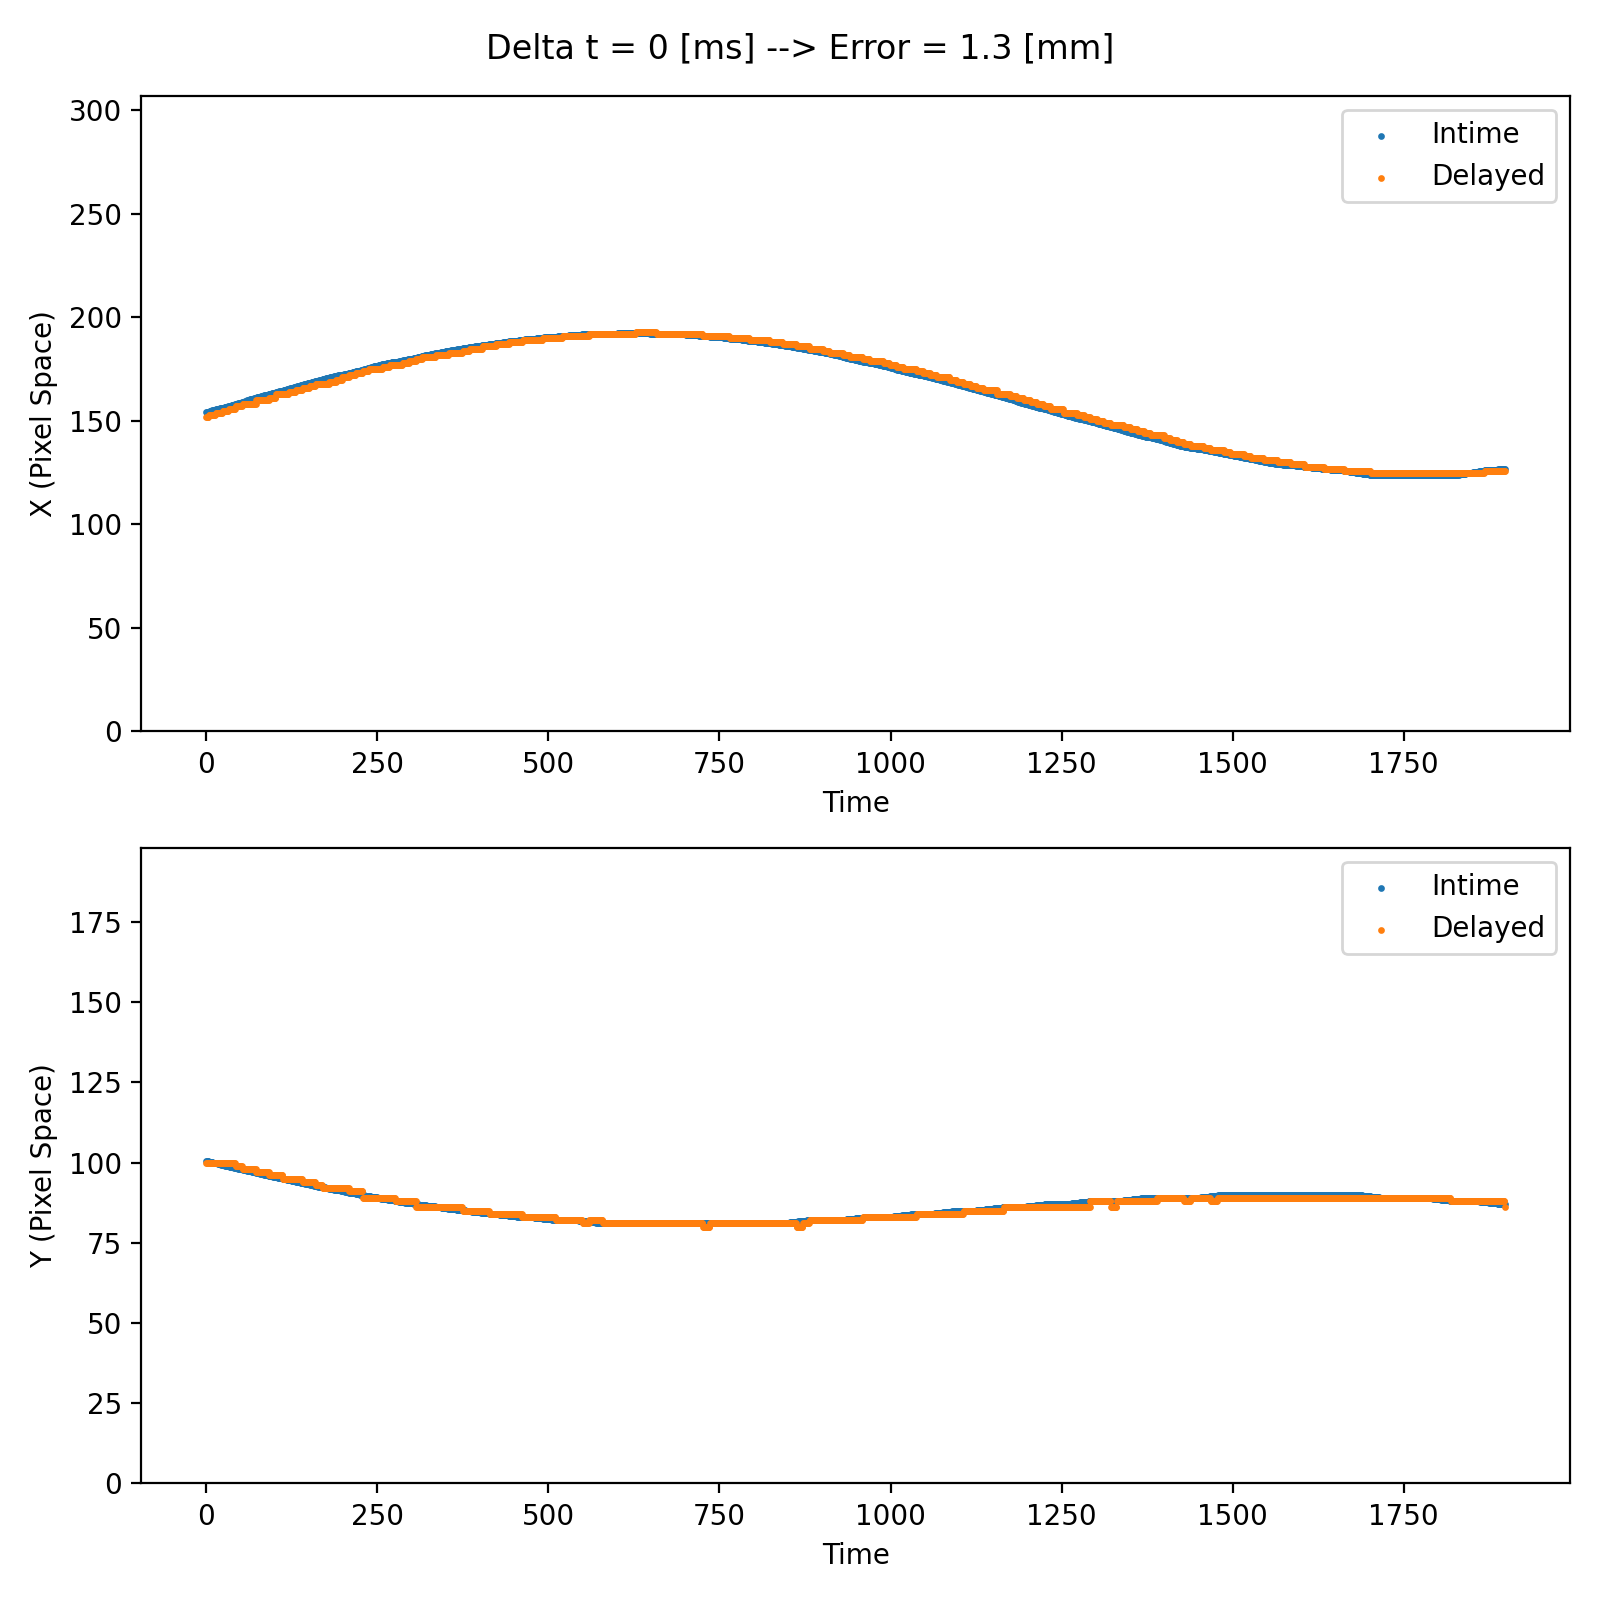 Delta t = 0 [ms] --> Error = 1.3 [mm]
300
250
200
150
100
50
0
X (Pixel Space)
Intime
Delayed
0 250 500 750 1000 1250 1500 1750
Time
175
150
125
100
75
50
25
0
Y (Pixel Space)
Intime
Delayed
0 250 500 750 1000 1250 1500 1750
Time